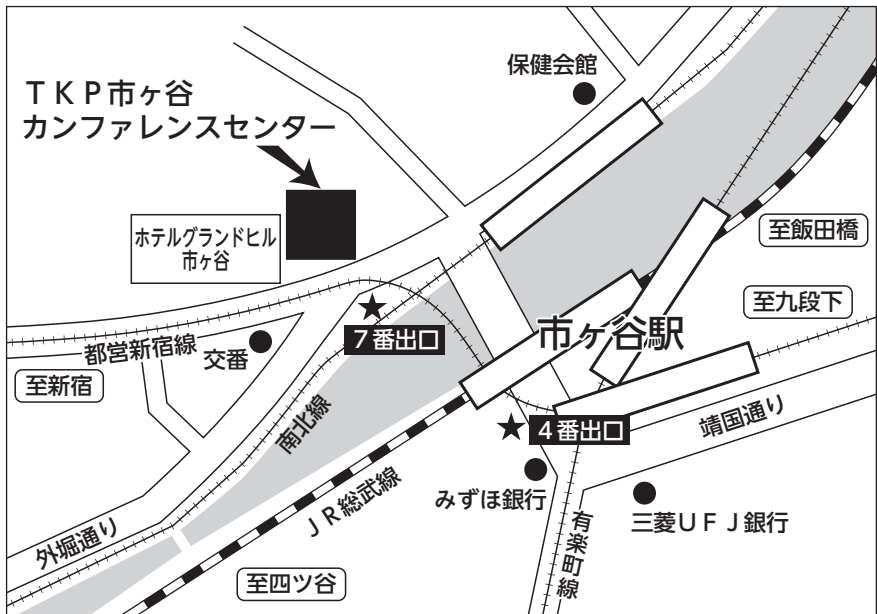 保健会館
ＴＫＰ市ヶ谷
カンファレンスセンター
ホテルグランドヒル
市ヶ谷
至飯田橋
至九段下
市ヶ谷駅
７番出口
都営新宿線
交番
至新宿
南北線
４番出口
靖国通り
みずほ銀行
三菱ＵＦＪ銀行
ＪＲ総武線
有楽町線
外堀通り
至四ツ谷